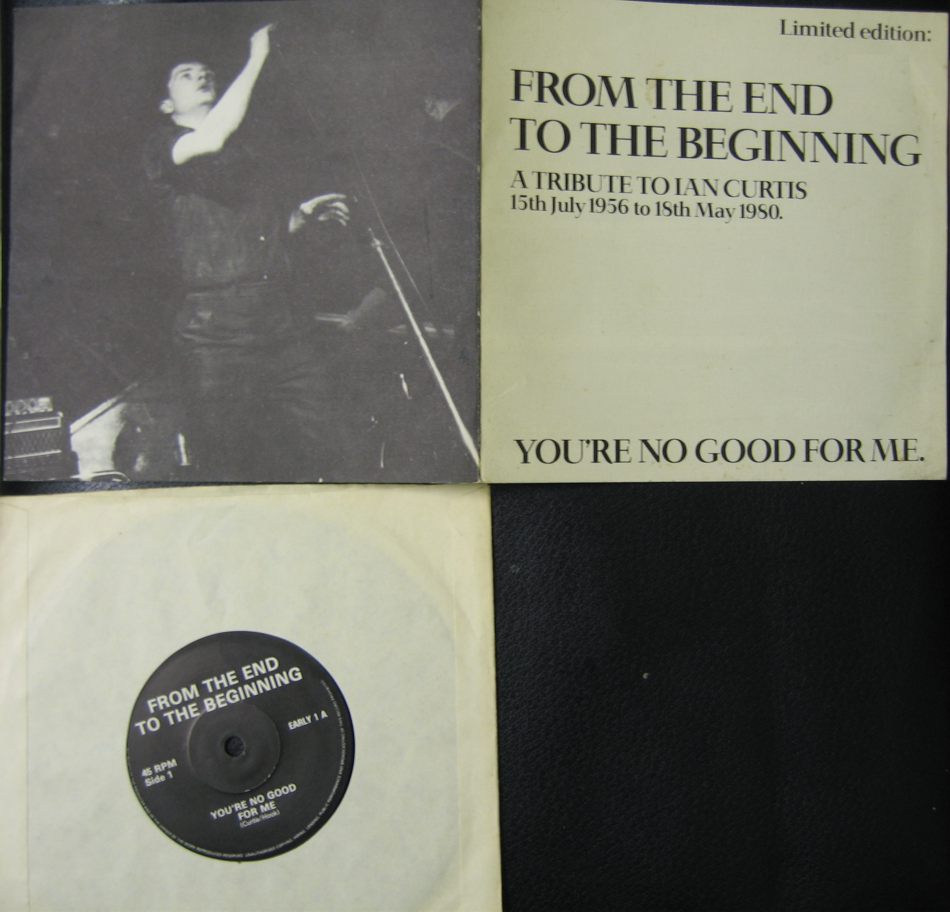 Limited edition:
FROM THE END
TO THE BEGINNING
A TRIBUTE TO IAN CURTIS
15th July 1956 to 18th May 1980.
YOU'RE NO GOOD FOR ME.
FROM THE END
TO THE BEGINNING
EARLY 1 A
45 RPM
Side 1
YOU'RE NO GOOD
FOR ME
(Curtis/Hook)